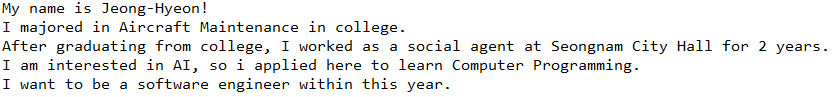 My name is Jeong-Hyeon!
I majored in Aircraft Maintenance in college.
After graduating from college, I worked as a social agent at Seongnam City Hall for 2 years.
I am interested in AI, so i applied here to learn Computer Programming.
I want to be a software engineer within this year.